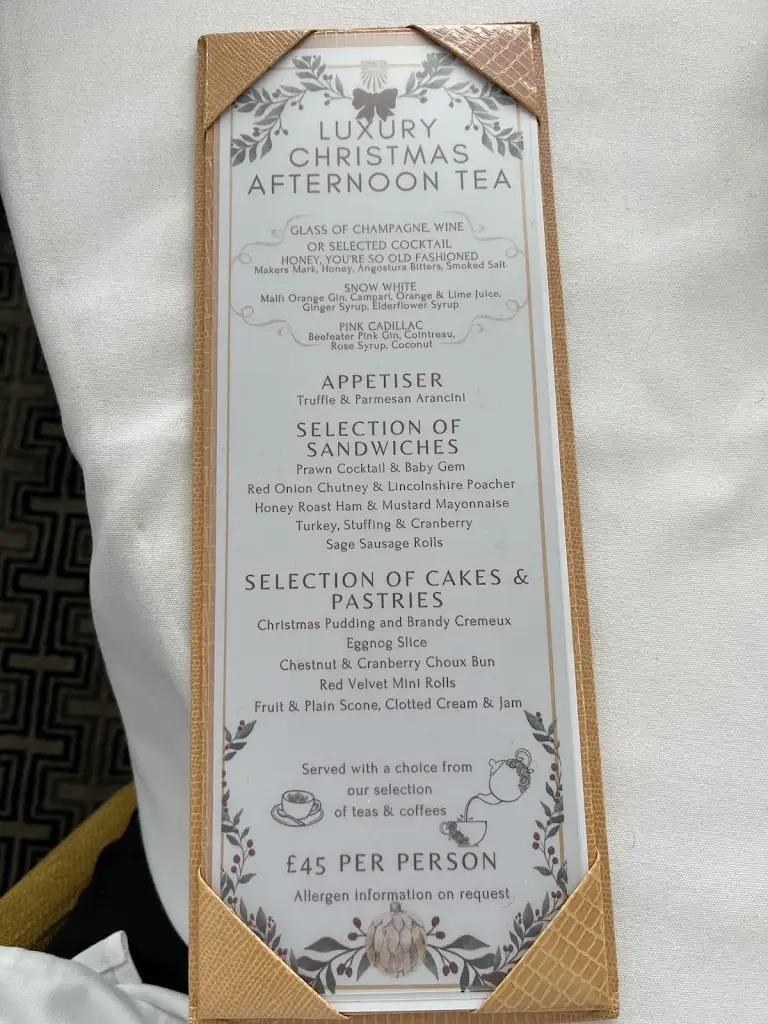 LUXURY
CHRISTMAS
AFTERNOON TEA
GLASS OF CHAMPAGNE, WINE
OR SELECTED COCKTAIL
HONEY, YOU'RE SO OLD FASHIONED
Makers Mark, Honey, Angostura Bitters, Smoked Salt
SNOW WHITE
Malfi Orange Gin, Campari, Orange & Lime Juice,
Ginger Syrup, Elderflower Syrup
PINK CADILLAC
Beefeater Pink Gin, Cointreau,
Rose Syrup, Coconut
APPETISER
Truffle & Parmesan Arancini
SELECTION OF
SANDWICHES
Prawn Cocktail & Baby Gem
Red Onion Chutney & Lincolnshire Poacher
Honey Roast Ham & Mustard Mayonnaise
Turkey, Stuffing & Cranberry
Sage Sausage Rolls
SELECTION OF CAKES &
PASTRIES
Christmas Pudding and Brandy Cremeux
Eggnog Slice
Chestnut & Cranberry Choux Bun
Red Velvet Mini Rolls
Fruit & Plain Scone, Clotted Cream & Jam
Served with a choice from
our selection
of teas & coffees
£45 PER PERSON
Allergen information on request